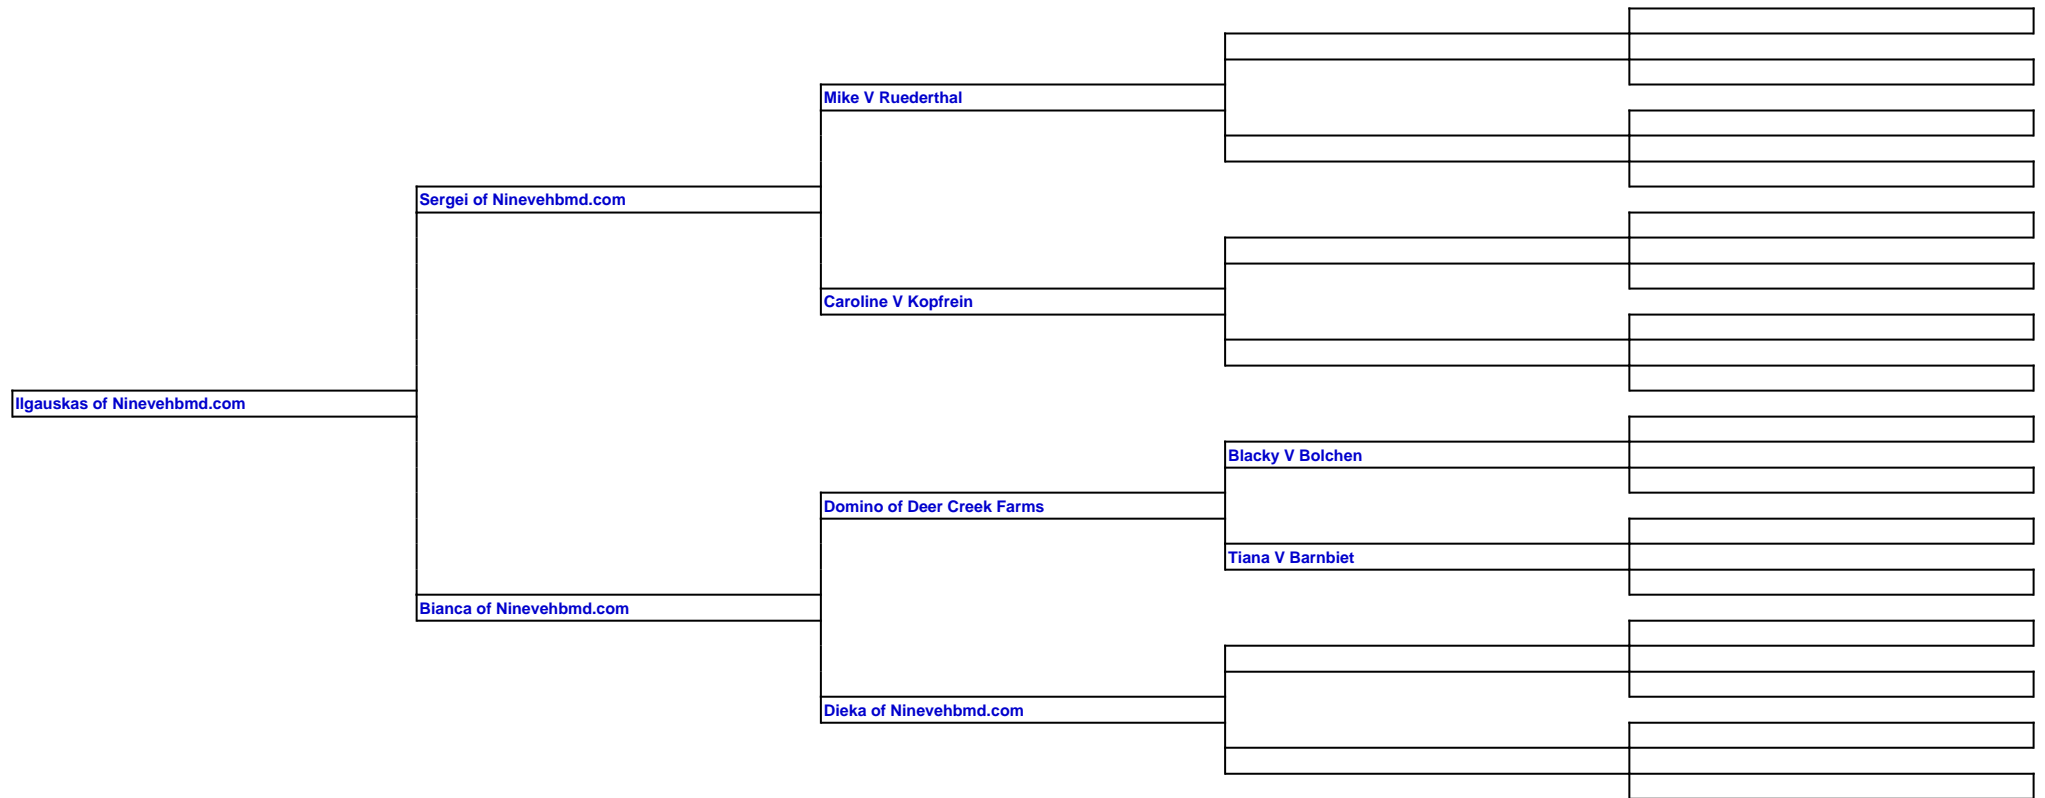 Mike V Ruederthal
Sergei of Ninevehbmd.com
Caroline V Kopfrein
Ilgauskas of Ninevehbmd.com
Blacky V Bolchen
Domino of Deer Creek Farms
Tiana V Barnbiet
Bianca of Ninevehbmd.com
Dieka of Ninevehbmd.com